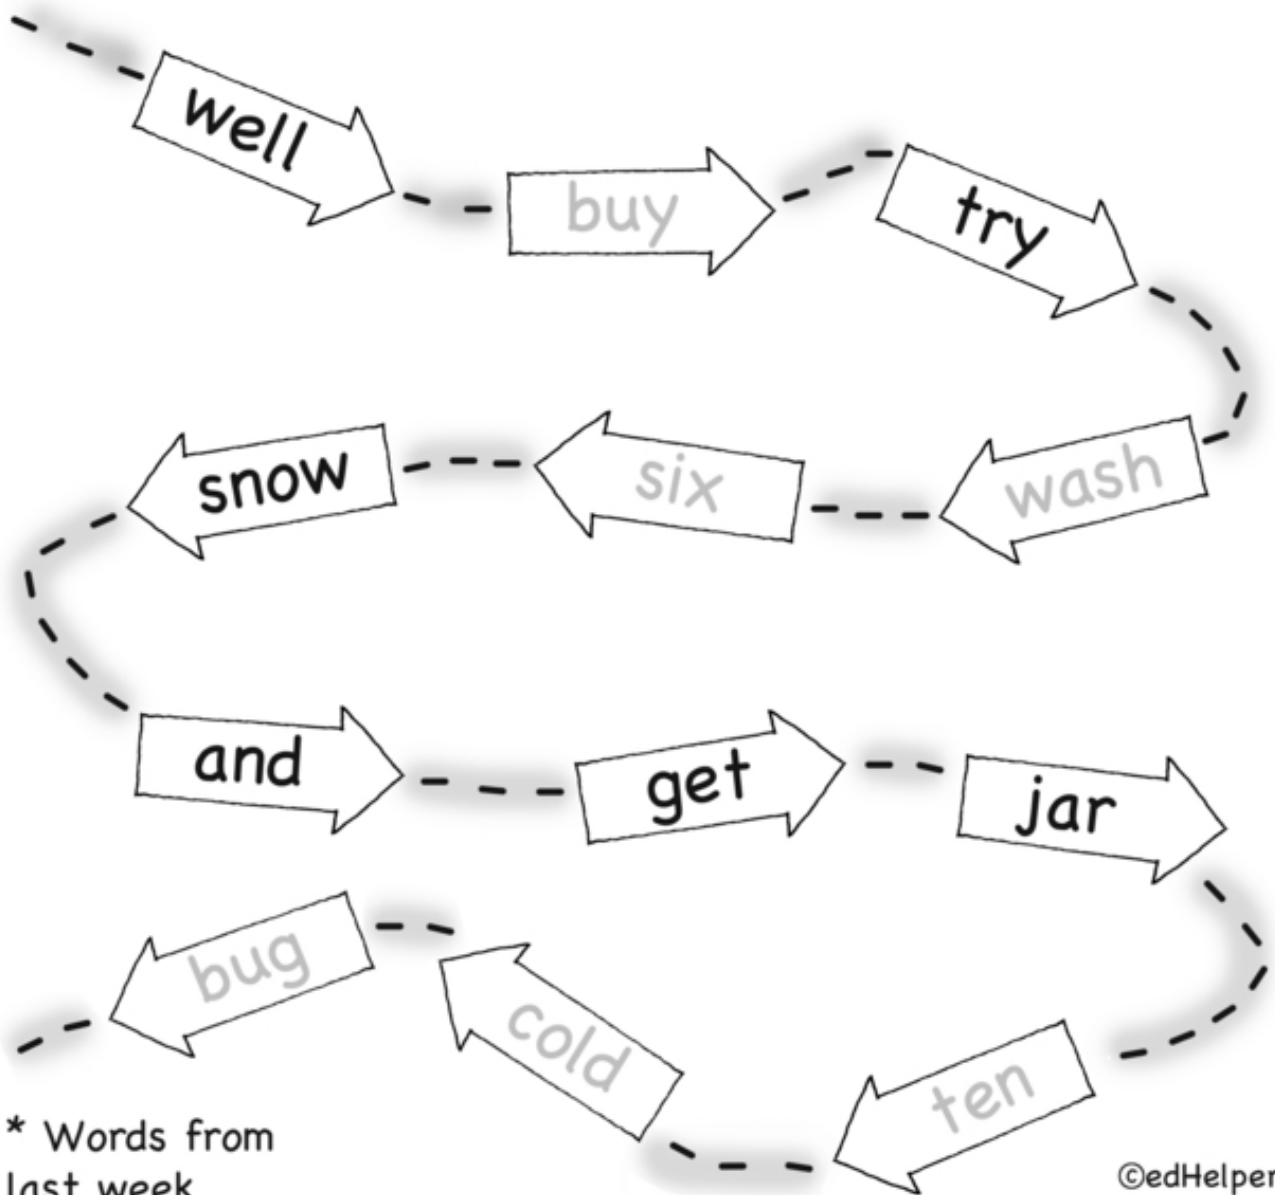 well
buy
try
wash
six
snow
and
get
jar
ten
cold
bug
* Words from
last week
©edHelper